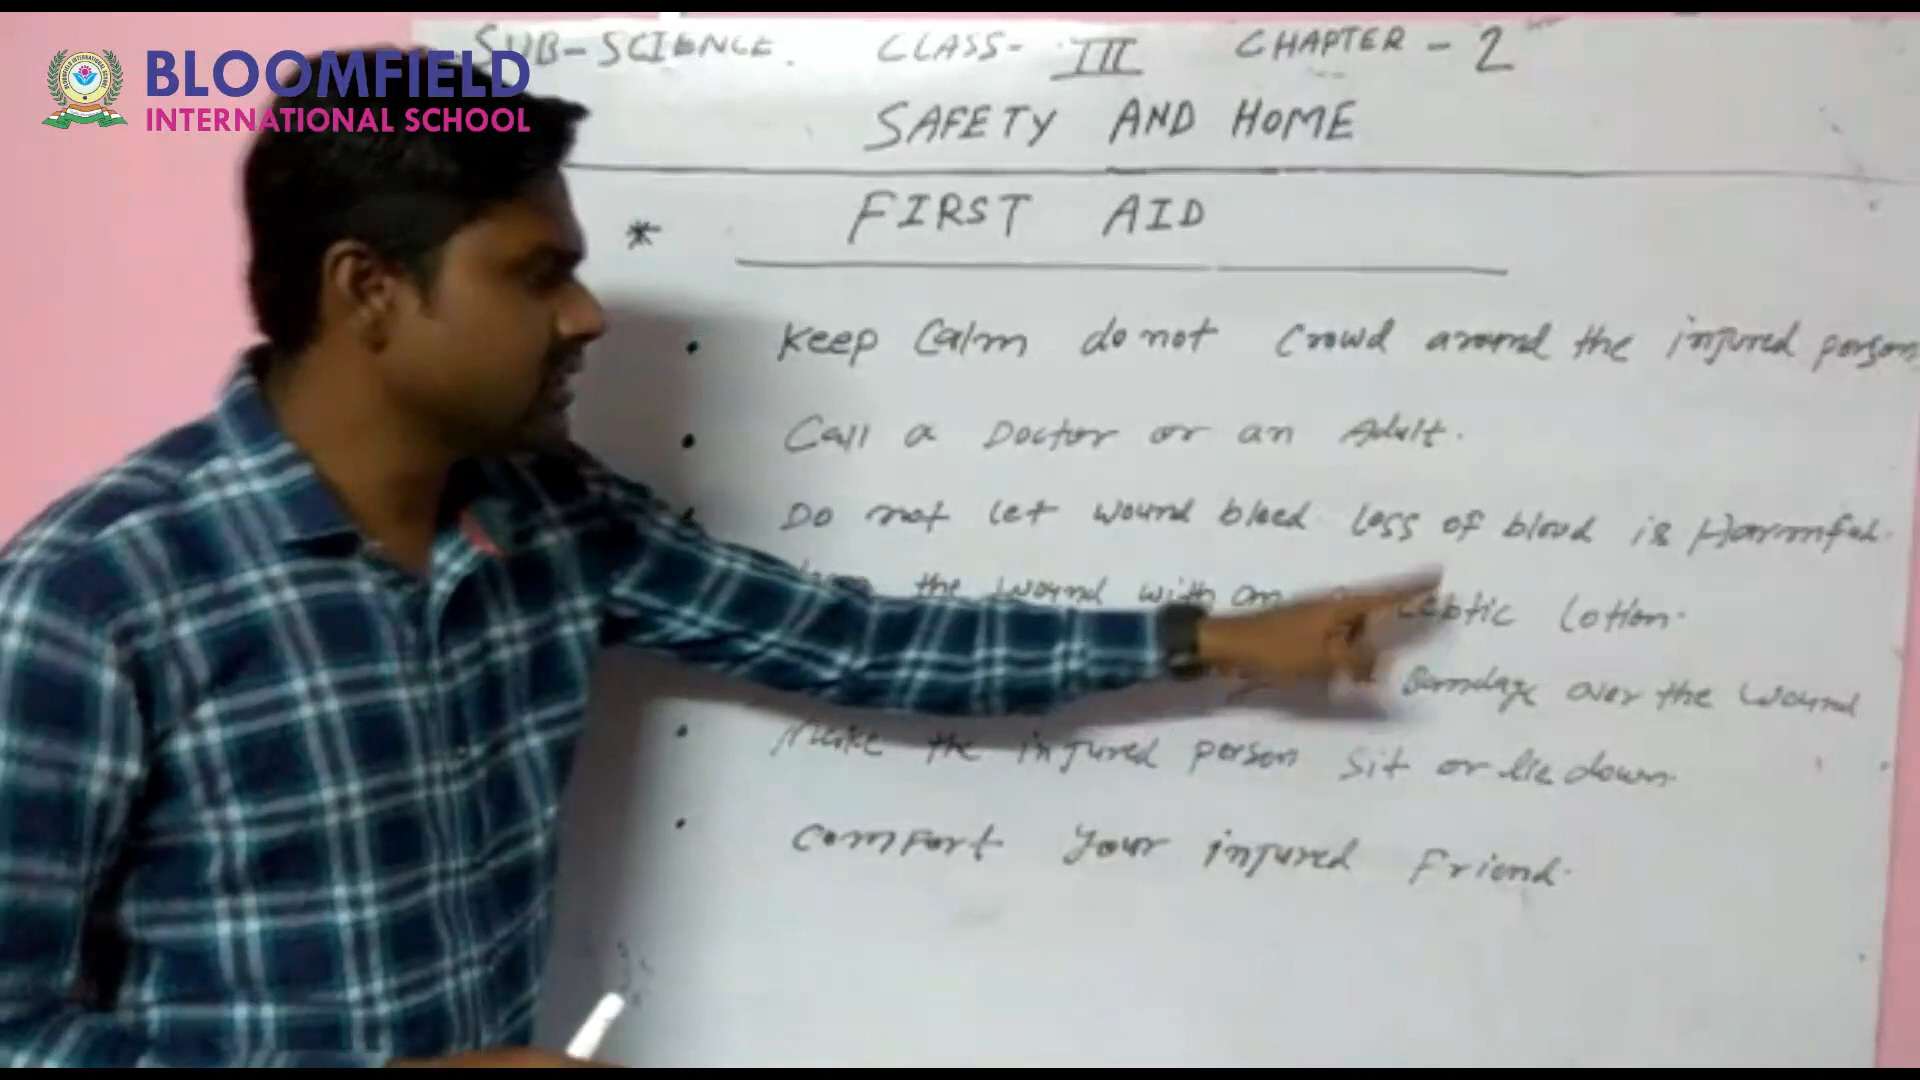 BLOOMFIELD
INTERNATIONAL SCHOOL
SUB-SCIENCE. CLASS- III CHAPTER - 2
SAFETY AND HOME
* FIRST AID
• Keep Calm do not Crowd around the injured person
• Call a Doctor or an Adult.
• Do not let wound bleed. Loss of blood is Harmful.
the wound with an Lotion.
Bandage over the wound
• Make the injured person Sit or lie down.
• Comfort your injured Friend.